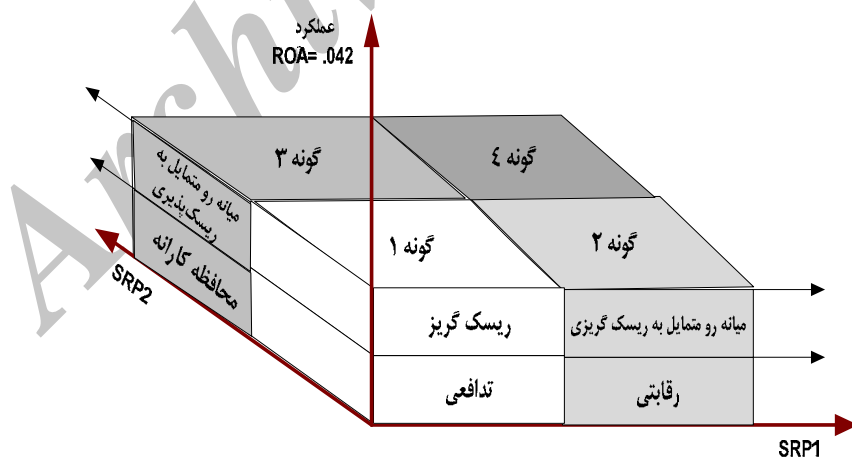 عملکرد
ROA= .042
گونه ۳
گونه ٤
میانه رو متمایل به
ریسک‌پذیری
محافظه کارانه
گونه ۱
گونه ۲
ریسک گریز
میانه رو متمایل به ریسک گریزی
تدافعی
رقابتی
SRP2
SRP1